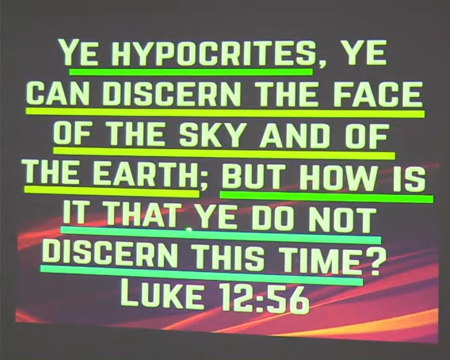 Ye hypocrites, ye
can discern the face
of the sky and of
the earth; but how is
it that ye do not
discern this time?
Luke 12:56